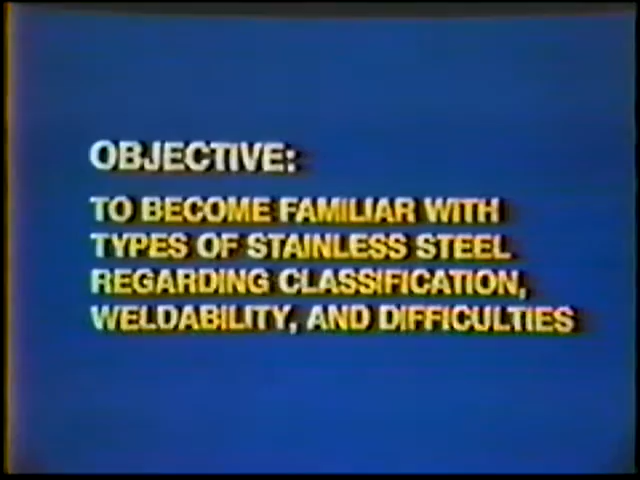 OBJECTIVE:
TO BECOME FAMILIAR WITH
TYPES OF STAINLESS STEEL
REGARDING CLASSIFICATION,
WELDABILITY, AND DIFFICULTIES